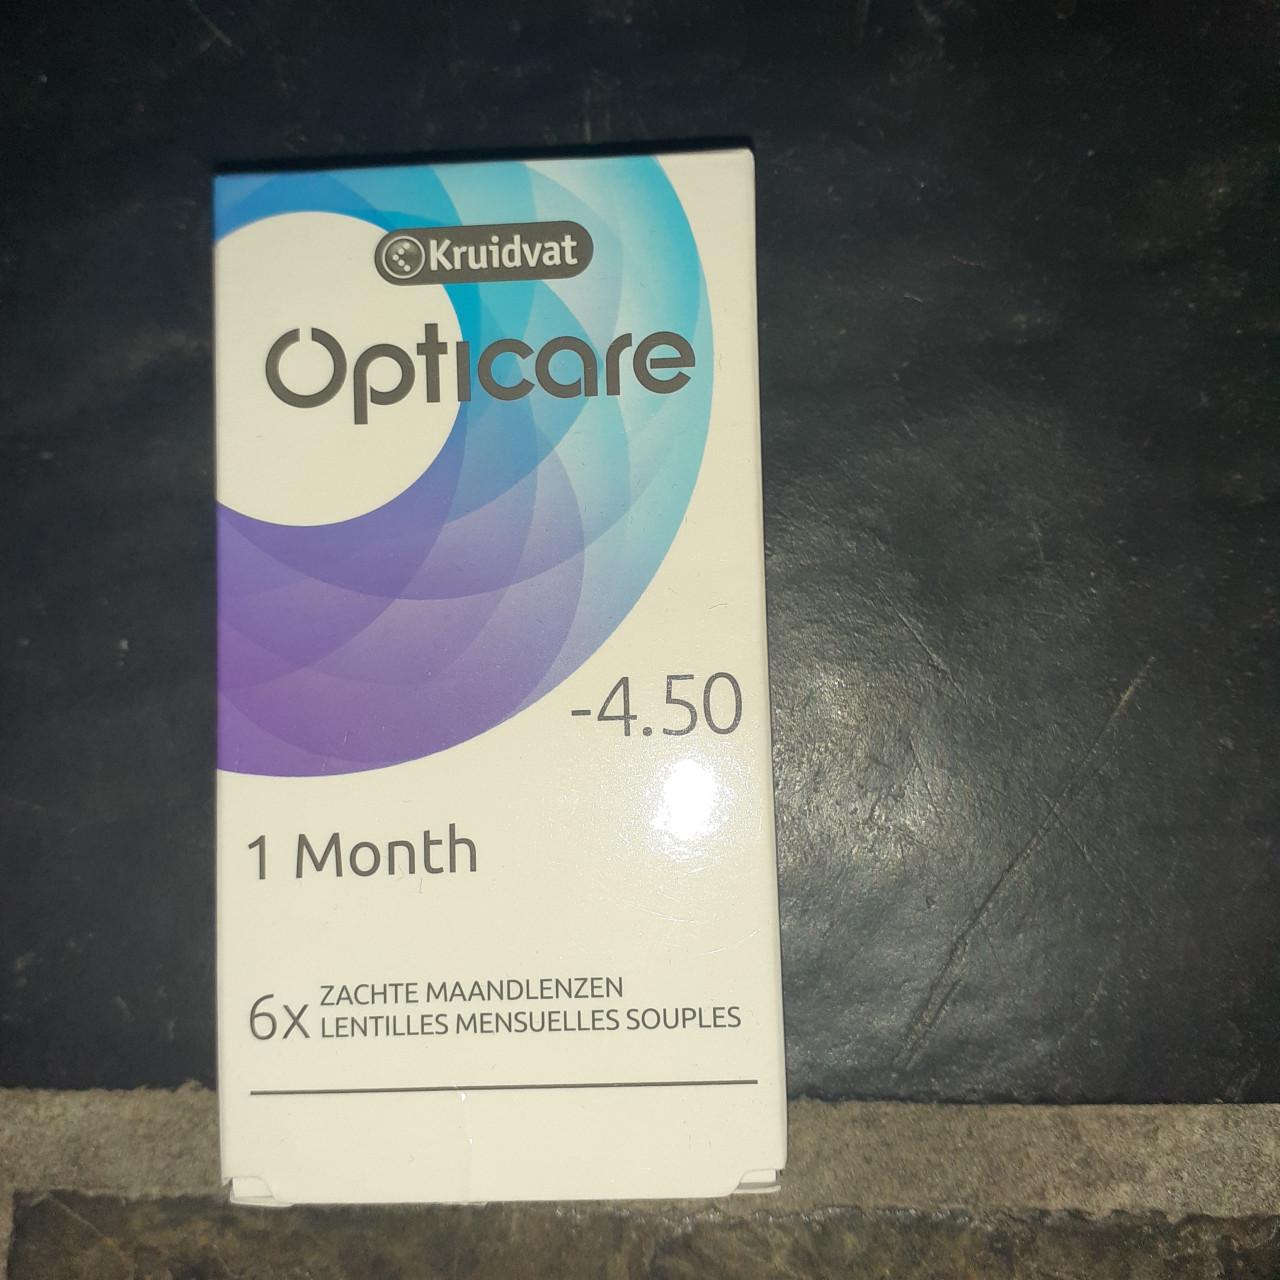 Kruidvat
Opticare
-4.50
1 Month
6x ZACHTE MAANDLENZEN
LENTILLES MENSUELLES SOUPLES